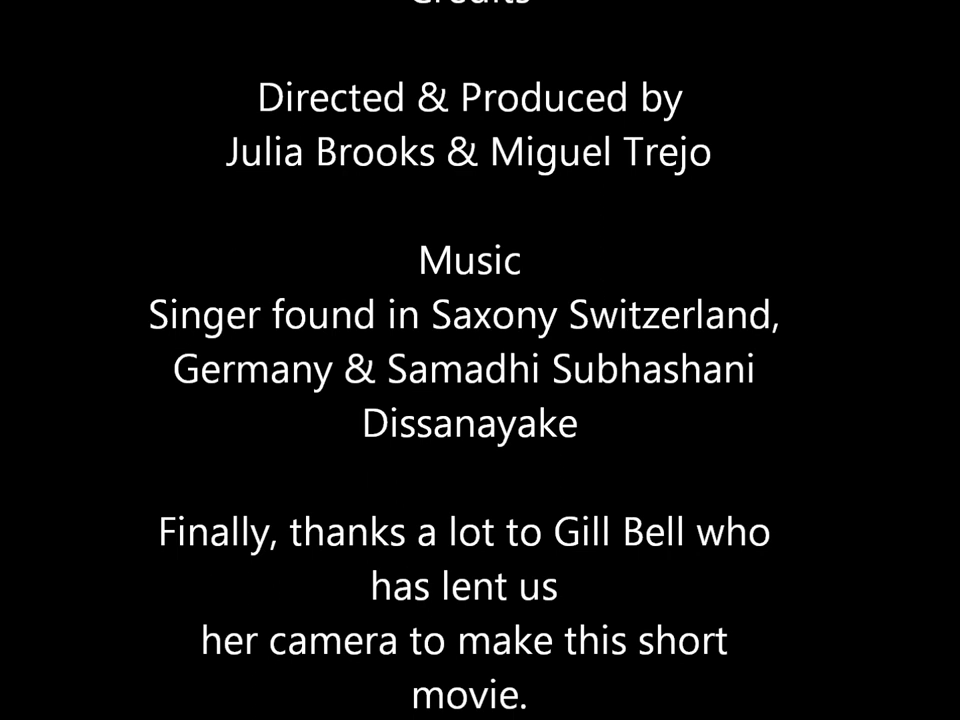 Credits
Directed & Produced by
Julia Brooks & Miguel Trejo
Music
Singer found in Saxony Switzerland,
Germany & Samadhi Subhashani
Dissanayake
Finally, thanks a lot to Gill Bell who
has lent us
her camera to make this short
movie.